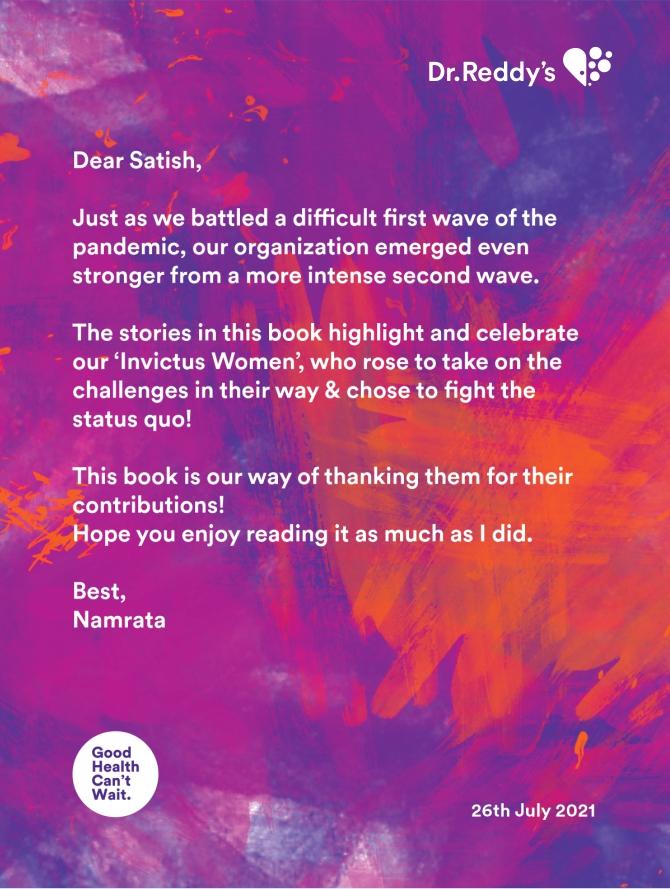 Dr.Reddy's
Dear Satish,
Just as we battled a difficult first wave of the
pandemic, our organization emerged even
stronger from a more intense second wave.
The stories in this book highlight and celebrate
our ‘Invictus Women’, who rose to take on the
challenges in their way & chose to fight the
status quo!
This book is our way of thanking them for their
contributions!
Hope you enjoy reading it as much as I did.
Best,
Namrata
Good
Health
Can't
Wait.
26th July 2021